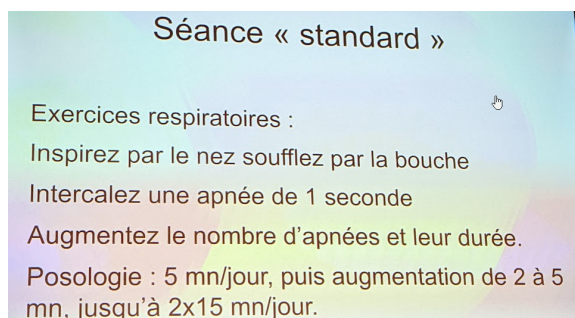 Séance « standard »
Exercices respiratoires :
Inspirez par le nez soufflez par la bouche
Intercalez une apnée de 1 seconde
Augmentez le nombre d'apnées et leur durée.
Posologie : 5 mn/jour, puis augmentation de 2 à 5
mn, jusqu'à 2x15 mn/jour.